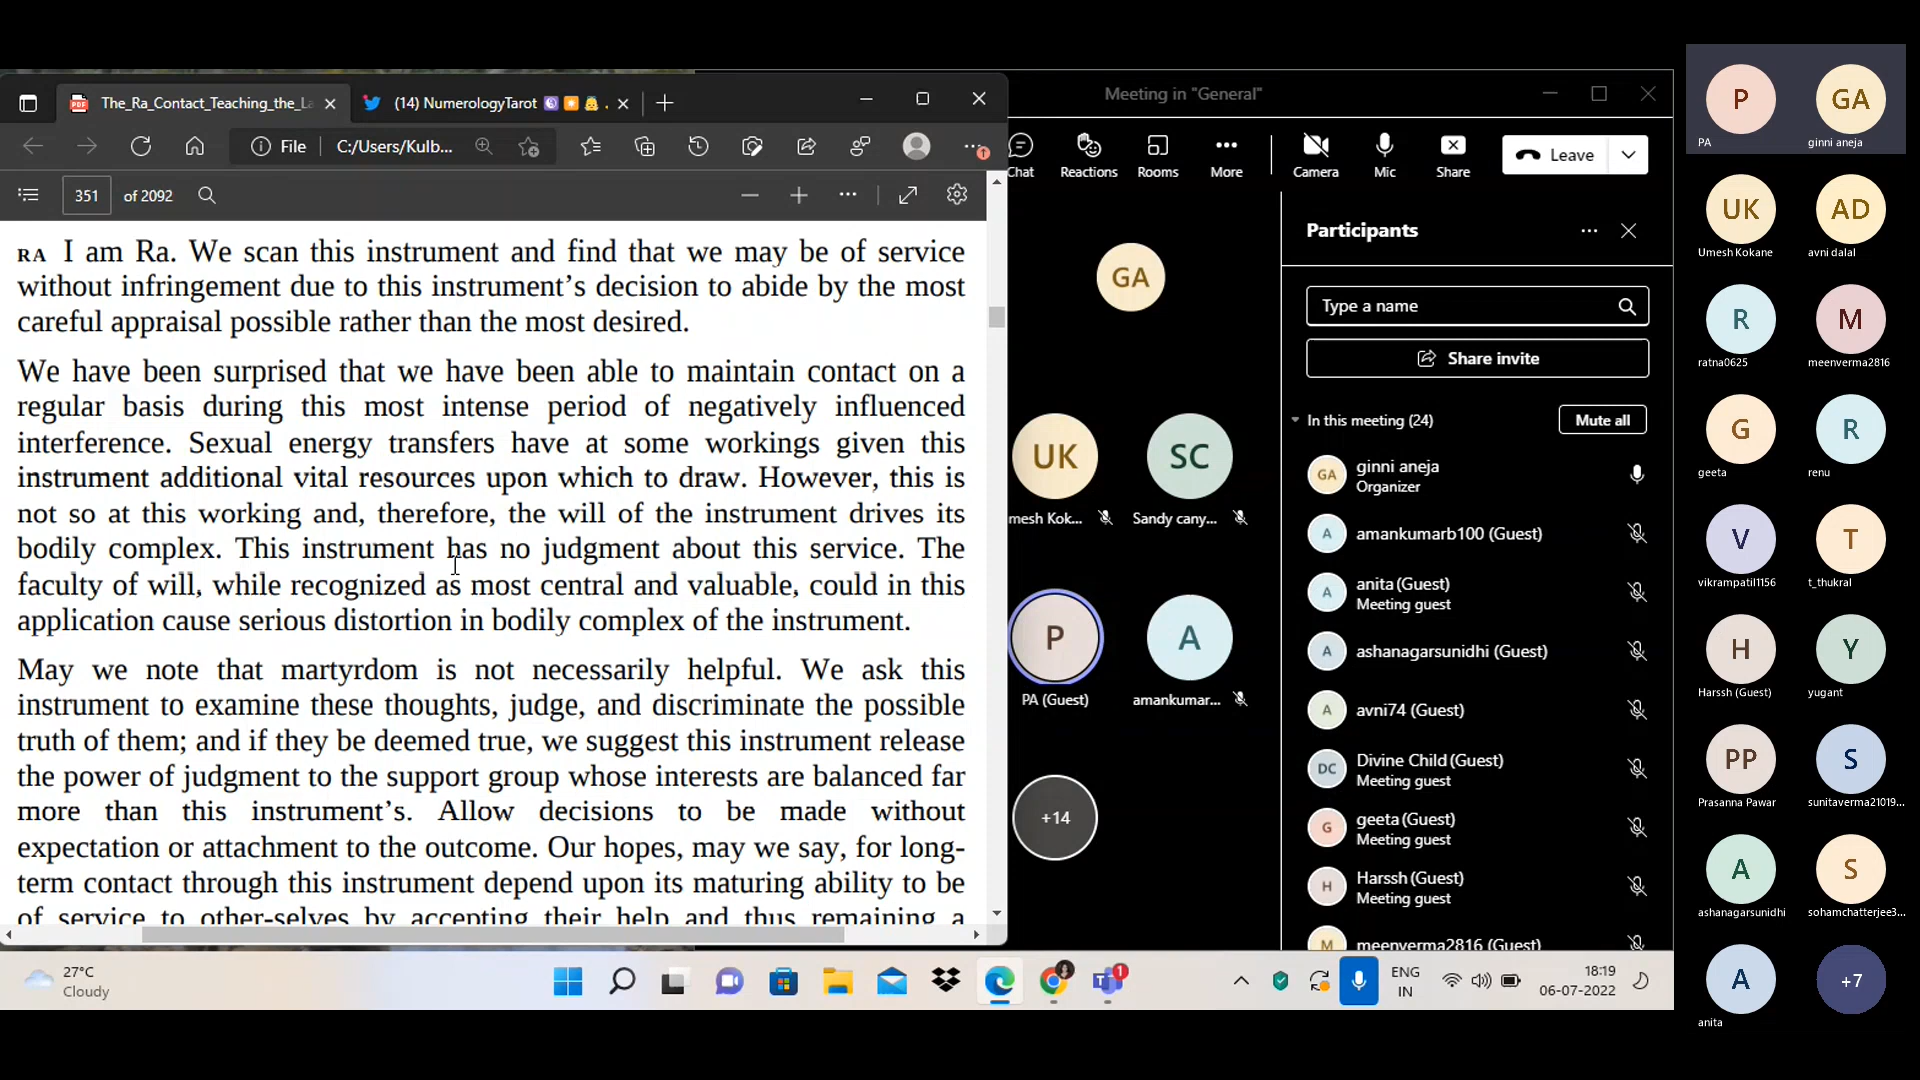 The_Ra_Contact_Teaching_the_La
(14) NumerologyTarot
File
C:/Users/Kulb...
351
of 2092
RA I am Ra. We scan this instrument and find that we may be of service
without infringement due to this instrument’s decision to abide by the most
careful appraisal possible rather than the most desired.
We have been surprised that we have been able to maintain contact on a
regular basis during this most intense period of negatively influenced
interference. Sexual energy transfers have at some workings given this
instrument additional vital resources upon which to draw. However, this is
not so at this working and, therefore, the will of the instrument drives its
bodily complex. This instrument has no judgment about this service. The
faculty of will, while recognized as most central and valuable, could in this
application cause serious distortion in bodily complex of the instrument.
May we note that martyrdom is not necessarily helpful. We ask this
instrument to examine these thoughts, judge, and discriminate the possible
truth of them; and if they be deemed true, we suggest this instrument release
the power of judgment to the support group whose interests are balanced far
more than this instrument’s. Allow decisions to be made without
expectation or attachment to the outcome. Our hopes, may we say, for long-
term contact through this instrument depend upon its maturing ability to be
of service to other-selves by accepting their help and thus remaining a
Meeting in "General"
Chat
Reactions
Rooms
More
Camera
Mic
Share
Leave
GA
UK
SC
mesh Kok...
Sandy cany...
P
A
PA (Guest)
amankumar...
+14
Participants
Type a name
Share invite
In this meeting (24)
Mute all
GA
ginni aneja
Organizer
A
amankumarb100 (Guest)
A
anita (Guest)
Meeting guest
A
ashanagarsunidhi (Guest)
A
avni74 (Guest)
DC
Divine Child (Guest)
Meeting guest
G
geeta (Guest)
Meeting guest
H
Harssh (Guest)
Meeting guest
M
meenverma2816 (Guest)
P
GA
PA
ginni aneja
UK
AD
Umesh Kokane
avni dalal
R
M
ratna0625
meenverma2816
G
R
geeta
renu
V
T
vikrampatil1156
t_thukral
H
Y
Harssh (Guest)
yugant
PP
S
Prasanna Pawar
sunitaverma21019...
A
S
ashanagarsunidhi
sohamchatterjee3...
A
+7
anita
27°C
Cloudy
1
ENG
IN
18:19
06-07-2022